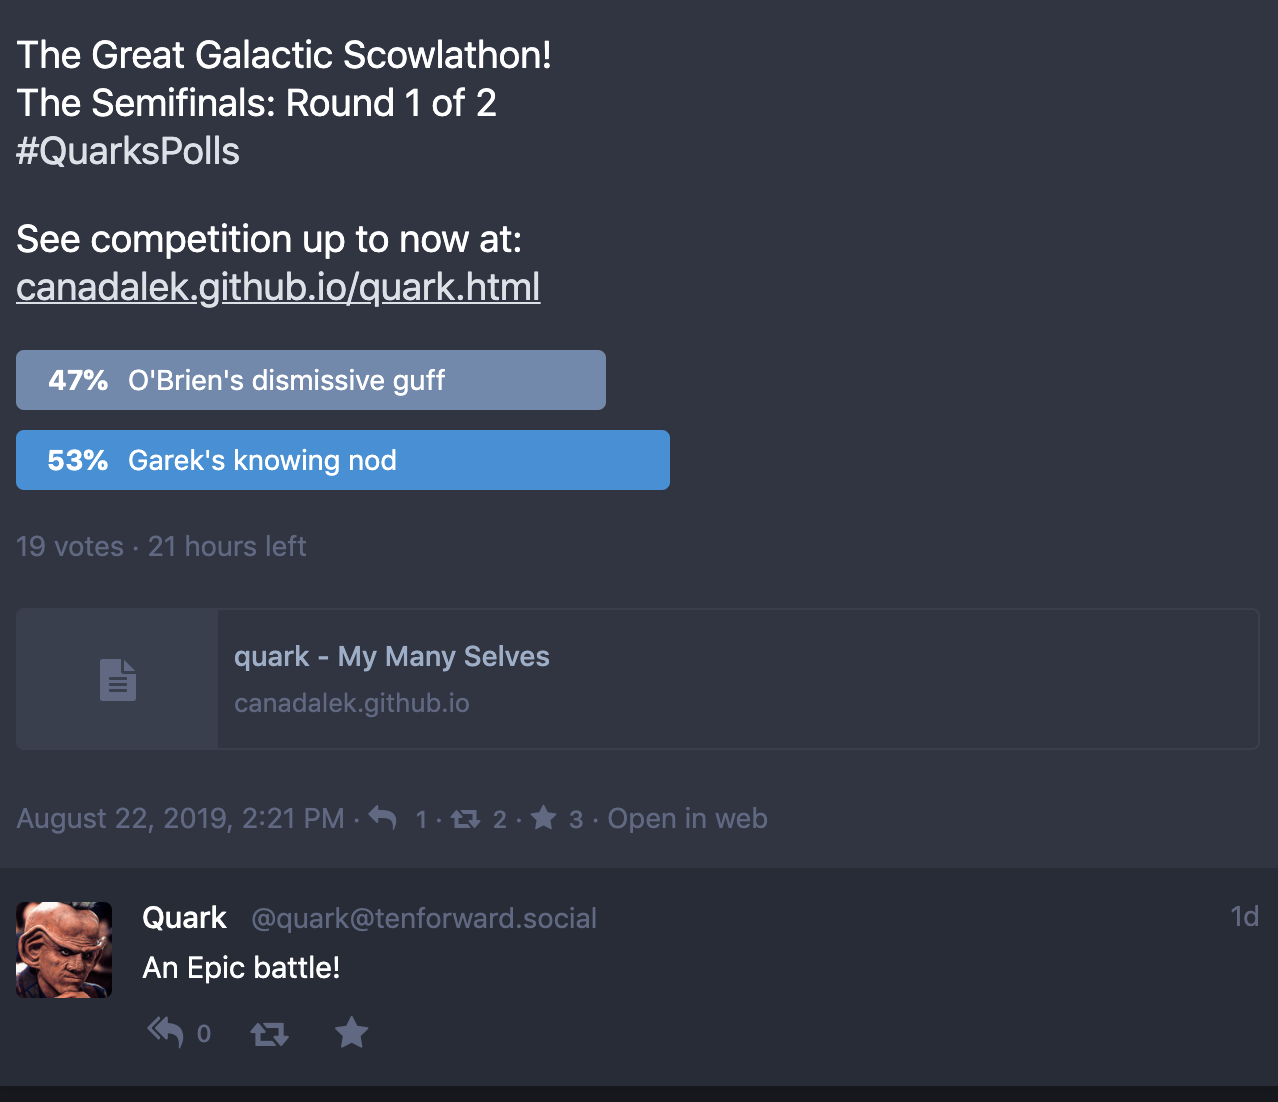 The Great Galactic Scowlathon!
The Semifinals: Round 1 of 2
#QuarksPolls
See competition up to now at:
canadalek.github.io/quark.html
47% O'Brien's dismissive guff
53% Garek's knowing nod
19 votes · 21 hours left
quark - My Many Selves
canadalek.github.io
August 22, 2019, 2:21 PM · 1 · 2 · 3 · Open in web
Quark @quark@tenforward.social 1d
An Epic battle!
0